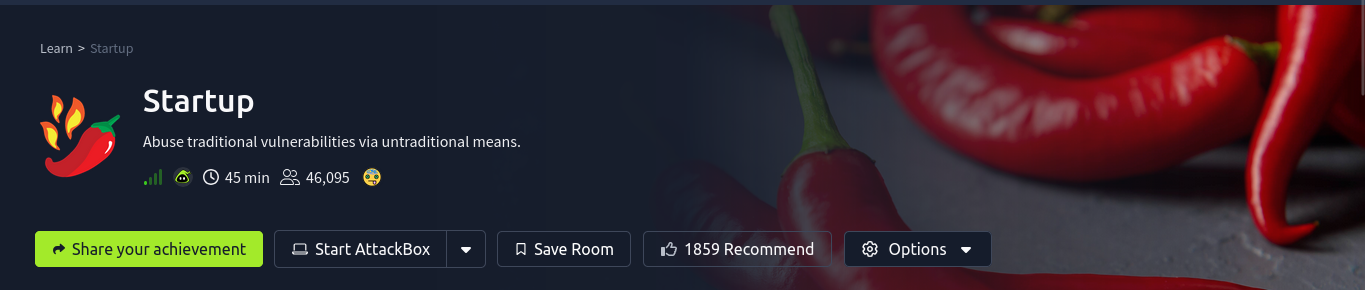 Learn > Startup
Startup
Abuse traditional vulnerabilities via untraditional means.
45 min 46,095
Share your achievement Start AttackBox Save Room 1859 Recommend Options